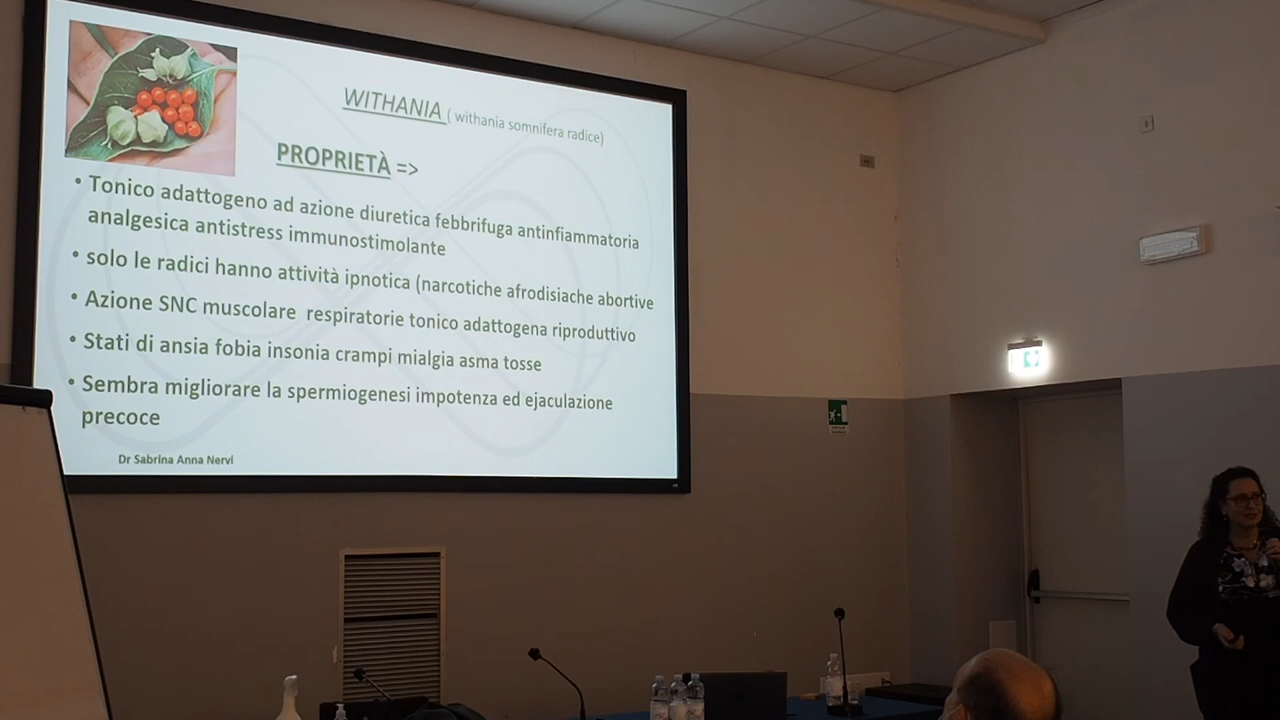 WITHANIA ( withania somnifera radice)
PROPRIETÀ =>
• Tonico adattogeno ad azione diuretica febbrifuga antinfiammatoria
analgesica antistress immunostimolante
• solo le radici hanno attività ipnotica (narcotiche afrodisiache abortive
• Azione SNC muscolare respiratorie tonico adattogena riproduttivo
• Stati di ansia fobia insonia crampi mialgia asma tosse
• Sembra migliorare la spermiogenesi impotenza ed ejaculazione
precoce
Dr Sabrina Anna Nervi